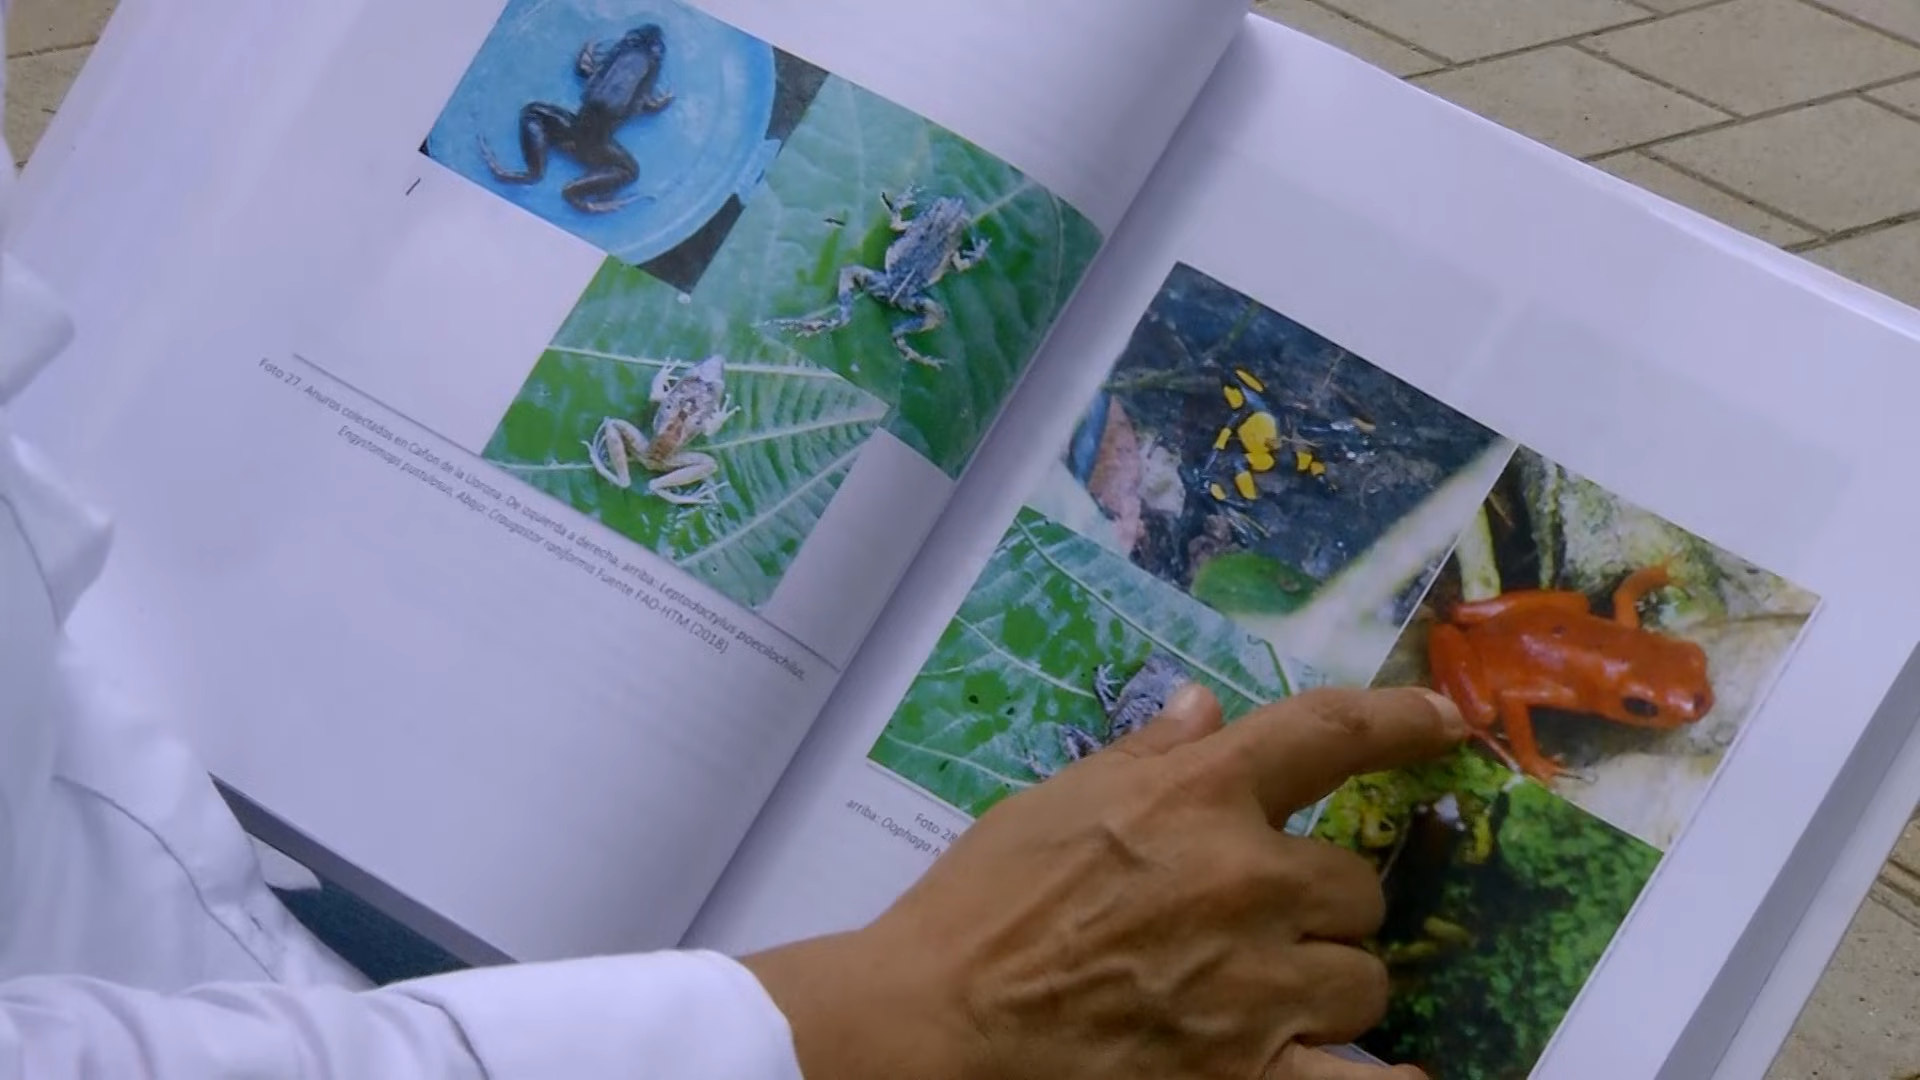 Foto 27. Anuros colectados en Cañon de la Llorona. De izquierda a derecha, arriba: Leptodactylus poecilochilus,
Engystomops pustulosus, Abajo: Craugastor raniformis Fuente FAO-HTM (2018)
Foto 28
arriba: Oophaga h